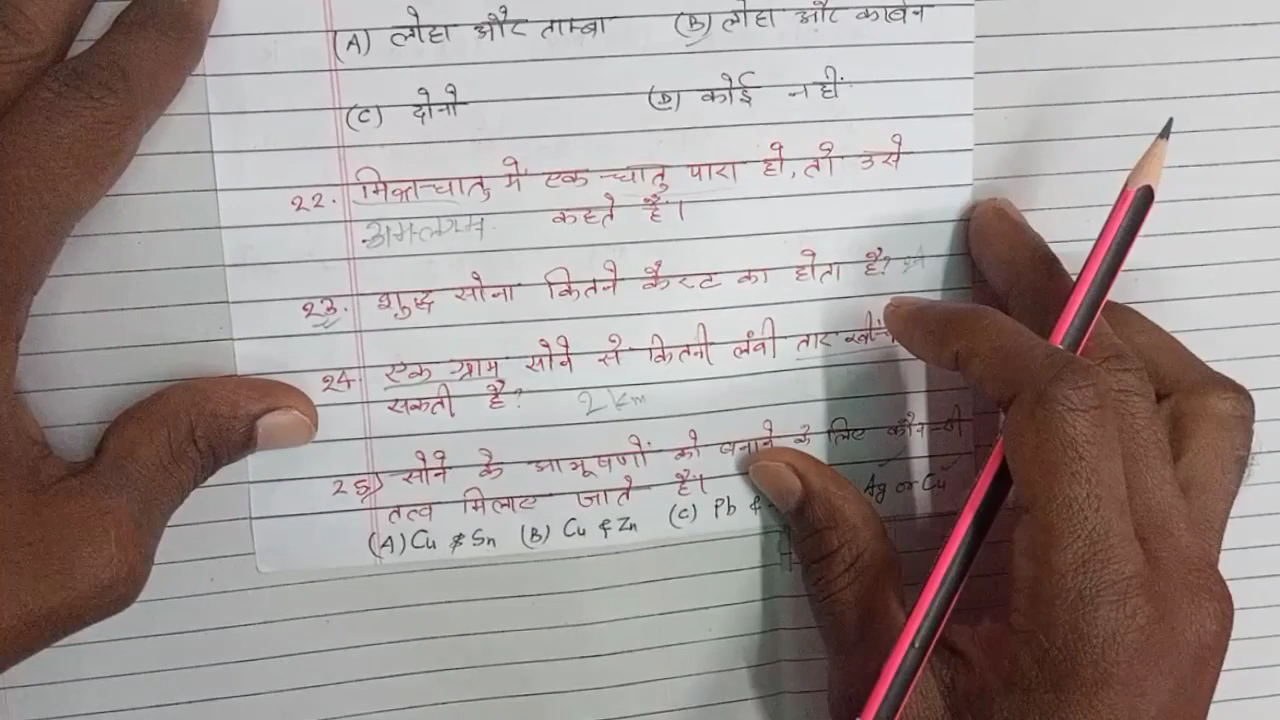 (A) लोहा और ताम्बा (B) लोहा और कार्बन
(C) दोनो (D) कोई नहीं
22. मिश्रधातु में एक धातु पारा हो, तो उसे
अमलगम कहते हैं।
23. शुद्ध सोना कितने कैरेट का होता है?
24. एक ग्राम सोने से कितनी लंबी तार
सकती है? 2 km
25) सोने के आभूषणों को बनाने के लिए कौन-सी
तत्व मिलाए जाते हैं। Ag or Cu
(A) Cu & Sn (B) Cu & Zn (C) Pb &